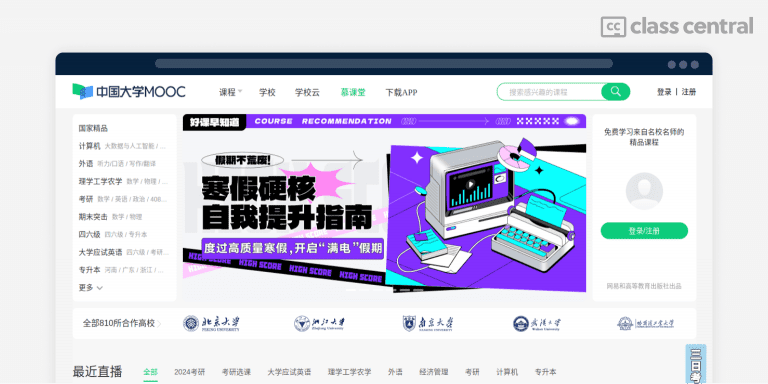 cc class central
中国大学MOOC
课程 学校 学校云 慕课堂 下载APP
搜索感兴趣的课程
登录 | 注册
国家精品
计算机 大数据与人工智能 / ...
外语 听力/口语 / 写作/翻译
理学工学农学 数学 / 物理 / ...
考研 数学 / 英语 / 政治 / 408...
期末突击 数学 / 物理
四六级 四六级 / 专升本
大学应试英语 四六级 / 考研...
专升本 河南 / 广东 / 浙江 / ...
更多
好课早知道 COURSE RECOMMENDATION
假期不荒废!
寒假硬核
自我提升指南
度过高质量寒假,开启“满电”假期
HIGH SCORE HIGH SCORE HIGH SCORE HIGH SCORE
免费学习来自名校名师的
精品课程
登录/注册
网易和高等教育出版社出品
全部810所合作高校
北京大学 PEKING UNIVERSITY
浙江大学 Zhejiang University
南京大学 NANJING UNIVERSITY
武汉大学
哈尔滨工业大学
最近直播 全部 2024考研 考研选课 大学应试英语 理学工学农学 外语 经济管理 考研 计算机 专升本
三日考